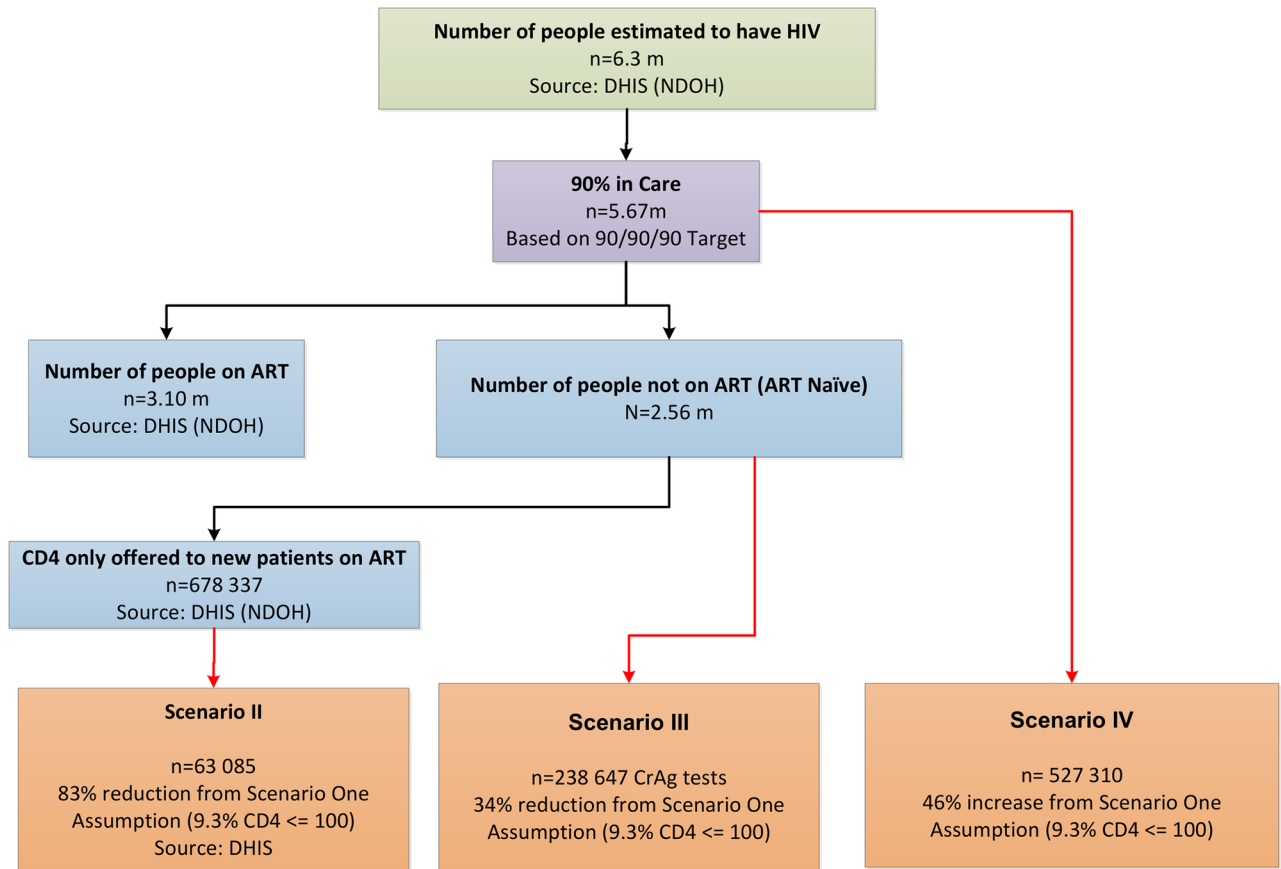 Number of people estimated to have HIV
n=6.3 m
Source: DHIS (NDOH)
90% in Care
n=5.67m
Based on 90/90/90 Target
Number of people on ART
n=3.10 m
Source: DHIS (NDOH)
Number of people not on ART (ART Naïve)
N=2.56 m
CD4 only offered to new patients on ART
n=678 337
Source: DHIS (NDOH)
Scenario II
n=63 085
83% reduction from Scenario One
Assumption (9.3% CD4 <= 100)
Source: DHIS
Scenario III
n=238 647 CrAg tests
34% reduction from Scenario One
Assumption (9.3% CD4 <= 100)
Scenario IV
n= 527 310
46% increase from Scenario One
Assumption (9.3% CD4 <= 100)